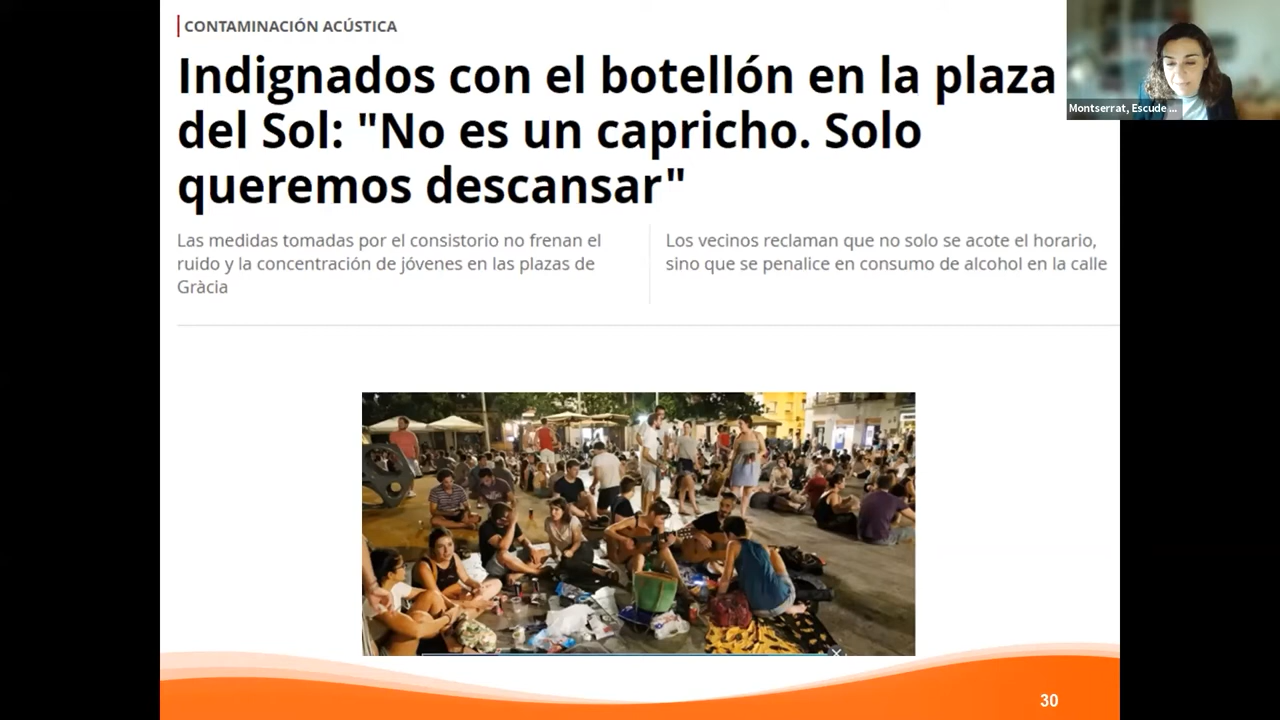 CONTAMINACIÓN ACÚSTICA
Indignados con el botellón en la plaza
del Sol: "No es un capricho. Solo
queremos descansar"
Las medidas tomadas por el consistorio no frenan el
ruido y la concentración de jóvenes en las plazas de
Gràcia
Los vecinos reclaman que no solo se acote el horario,
sino que se penalice en consumo de alcohol en la calle
Montserrat, Escude ...
30